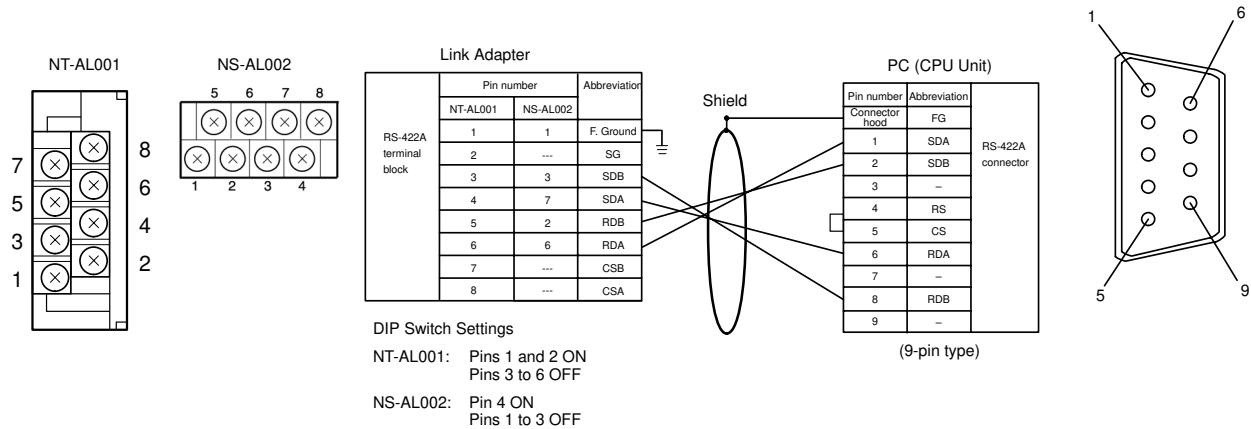 NT-AL001
7
5
3
1
8
6
4
2
NS-AL002
5 6 7 8
1 2 3 4
Link Adapter
RS-422A
terminal
block
Pin number Abbreviation
NT-AL001 NS-AL002
1 1 F. Ground
2 --- SG
3 3 SDB
4 7 SDA
5 2 RDB
6 6 RDA
7 --- CSB
8 --- CSA
DIP Switch Settings
NT-AL001: Pins 1 and 2 ON
Pins 3 to 6 OFF
NS-AL002: Pin 4 ON
Pins 1 to 3 OFF
Shield
PC (CPU Unit)
Pin number Abbreviation
Connector
hood FG
1 SDA
2 SDB
3 –
4 RS
5 CS
6 RDA
7 –
8 RDB
9 –
RS-422A
connector
(9-pin type)
1
6
5
9